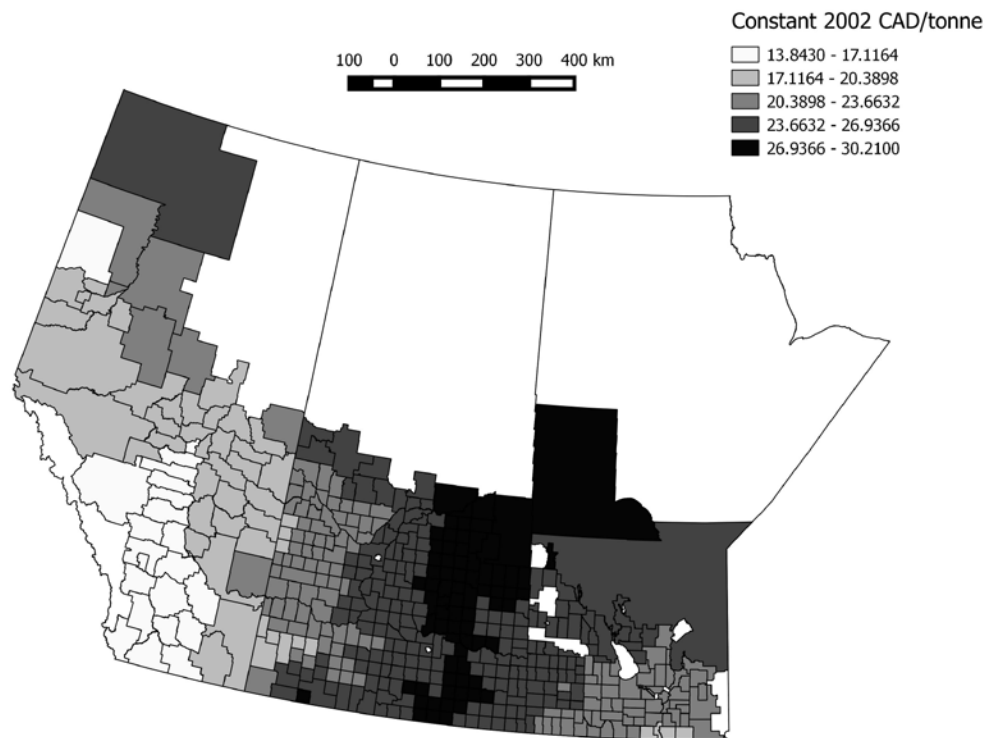 Constant 2002 CAD/tonne
13.8430 - 17.1164
17.1164 - 20.3898
20.3898 - 23.6632
23.6632 - 26.9366
26.9366 - 30.2100
100 0 100 200 300 400 km